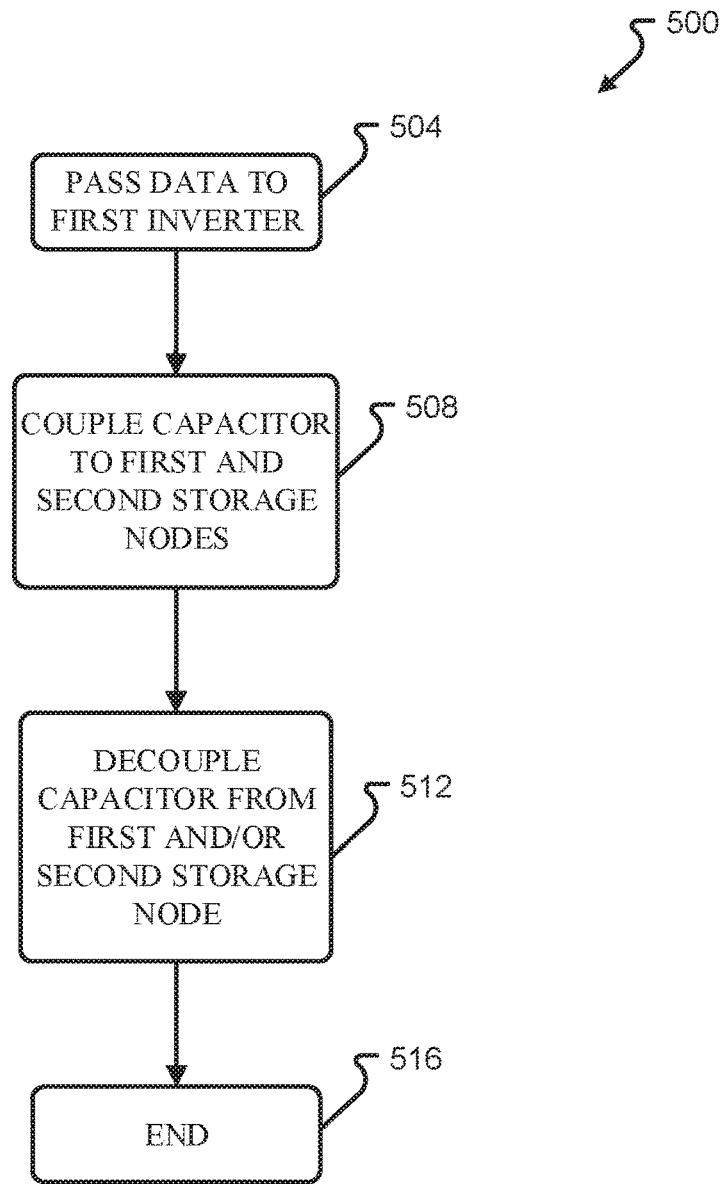 500
504
PASS DATA TO
FIRST INVERTER
508
COUPLE CAPACITOR
TO FIRST AND
SECOND STORAGE
NODES
512
DECOUPLE
CAPACITOR FROM
FIRST AND/OR
SECOND STORAGE
NODE
516
END